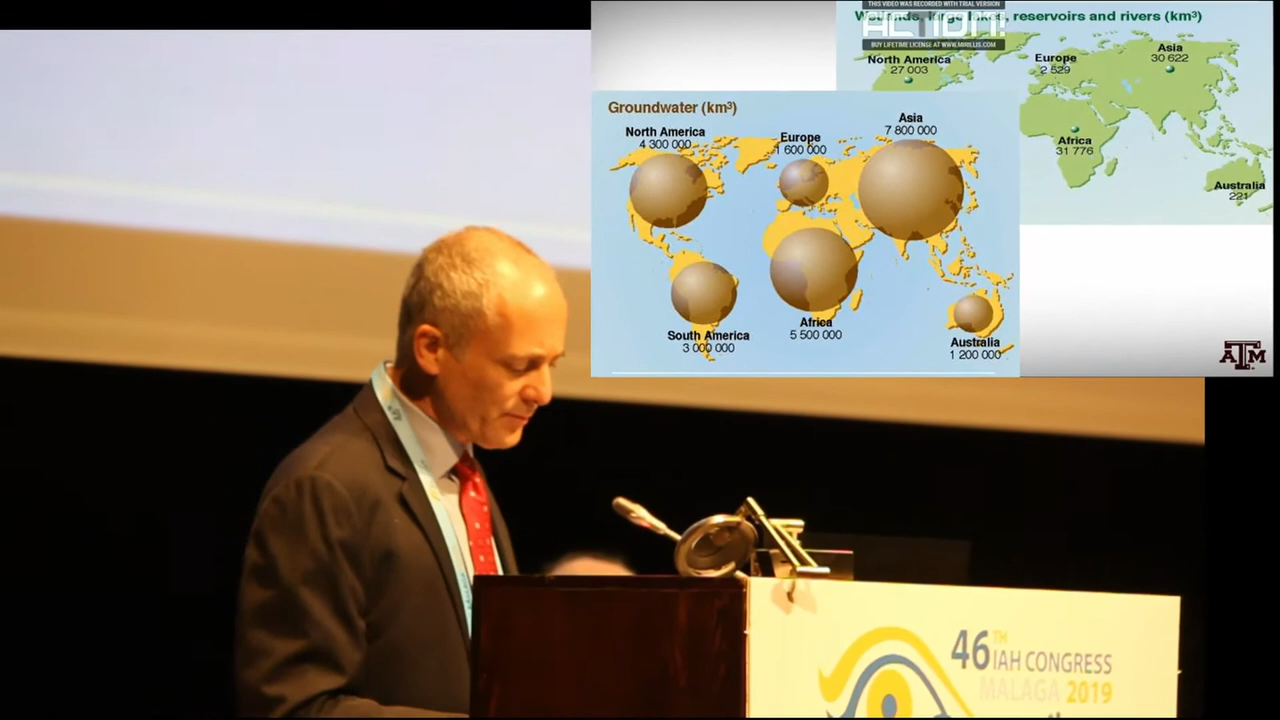 THIS VIDEO WAS RECORDED WITH TRIAL VERSION
ACTION!
BUY LIFETIME LICENSE AT WWW.MIRILLIS.COM
Wetlands, large lakes, reservoirs and rivers (km³)
North America
27 003
Europe
2 529
Asia
30 622
Africa
31 776
Australia
221
Groundwater (km³)
North America
4 300 000
Europe
1 600 000
Asia
7 800 000
South America
3 000 000
Africa
5 500 000
Australia
1 200 000
ATM
46TH
IAH CONGRESS
MALAGA 2019